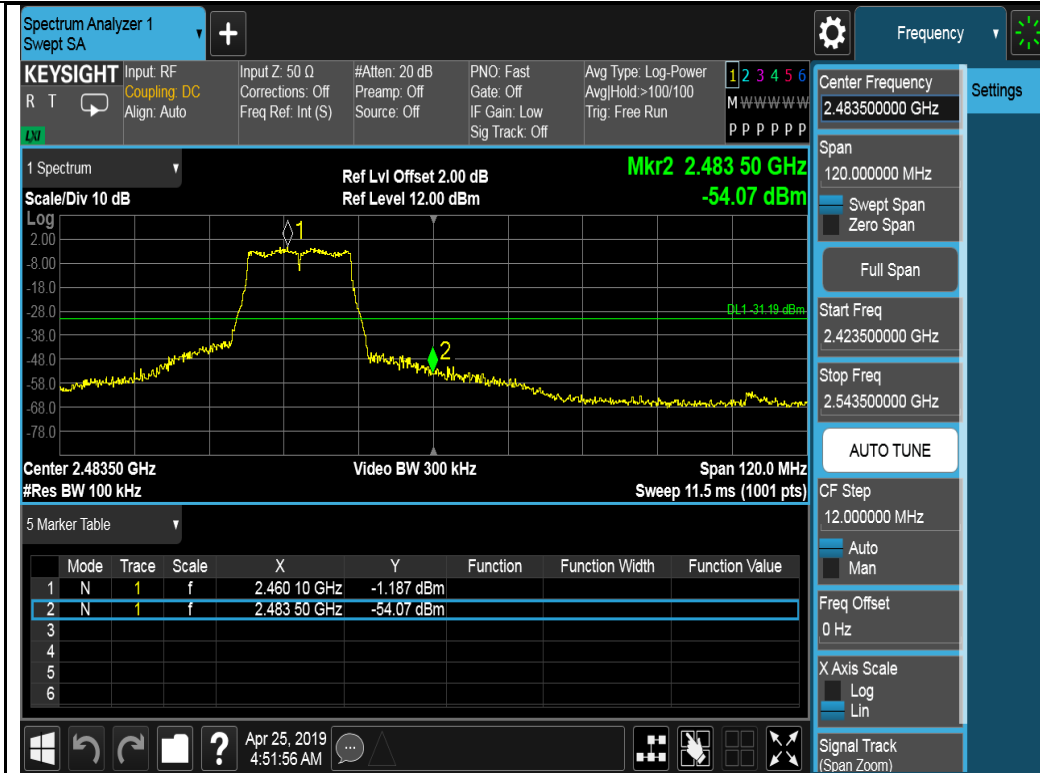 Spectrum Analyzer 1
Swept SA
+
Frequency
KEYSIGHT
R T
LXI
Input: RF
Coupling: DC
Align: Auto
Input Z: 50 Ω
Corrections: Off
Freq Ref: Int (S)
#Atten: 20 dB
Preamp: Off
Source: Off
PNO: Fast
Gate: Off
IF Gain: Low
Sig Track: Off
Avg Type: Log-Power
Avg|Hold:>100/100
Trig: Free Run
1 2 3 4 5 6
M W W W W W
P P P P P P
1 Spectrum
Scale/Div 10 dB
Ref Lvl Offset 2.00 dB
Ref Level 12.00 dBm
Mkr2 2.483 50 GHz
-54.07 dBm
Log
2.00
-8.00
-18.0
-28.0
-38.0
-48.0
-58.0
-68.0
-78.0
1
2
DL1 -31.19 dBm
Center 2.48350 GHz
#Res BW 100 kHz
Video BW 300 kHz
Span 120.0 MHz
Sweep 11.5 ms (1001 pts)
5 Marker Table
Mode Trace Scale X Y Function Function Width Function Value
1 N 1 f 2.460 10 GHz -1.187 dBm
2 N 1 f 2.483 50 GHz -54.07 dBm
3
4
5
6
?
Apr 25, 2019
4:51:56 AM
Center Frequency
2.483500000 GHz
Settings
Span
120.000000 MHz
Swept Span
Zero Span
Full Span
Start Freq
2.423500000 GHz
Stop Freq
2.543500000 GHz
AUTO TUNE
CF Step
12.000000 MHz
Auto
Man
Freq Offset
0 Hz
X Axis Scale
Log
Lin
Signal Track
(Span Zoom)